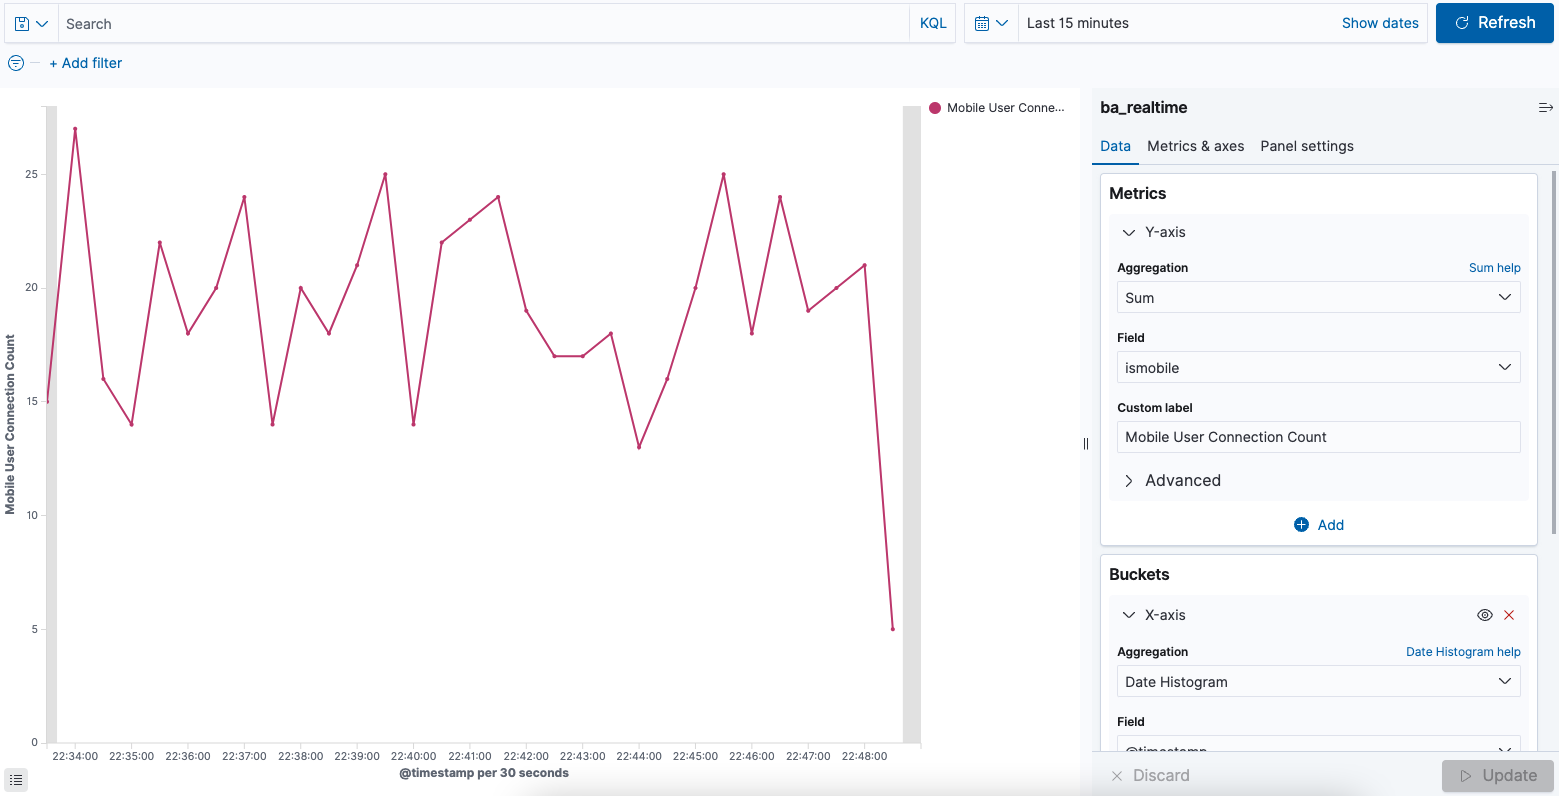 Search
KQL
Last 15 minutes
Show dates
Refresh
+ Add filter
Mobile User Conne...
Mobile User Connection Count
25
20
15
10
5
0
22:34:00 22:35:00 22:36:00 22:37:00 22:38:00 22:39:00 22:40:00 22:41:00 22:42:00 22:43:00 22:44:00 22:45:00 22:46:00 22:47:00 22:48:00
@timestamp per 30 seconds
ba_realtime
Data Metrics & axes Panel settings
Metrics
Y-axis
Aggregation Sum help
Sum
Field
ismobile
Custom label
Mobile User Connection Count
Advanced
Add
Buckets
X-axis
Aggregation Date Histogram help
Date Histogram
Field
@timestamp
Discard Update